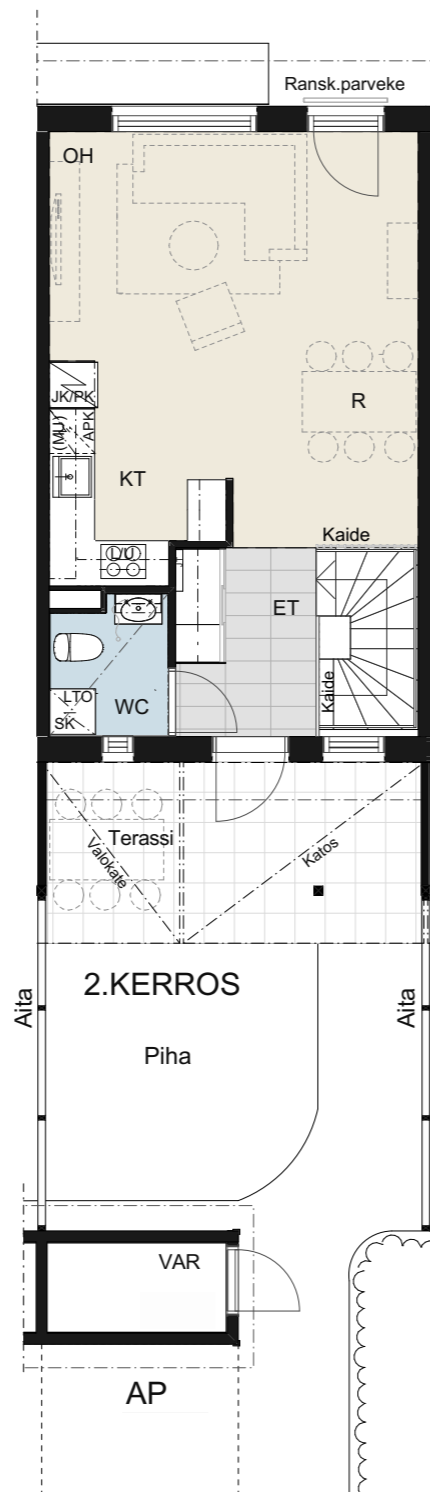 Ransk.parveke
OH
JK/PK
R
(MU)
APK
KT
L/U
Kaide
ET
Kaide
LTO
SK
WC
Terassi
Valokate
Katos
2.KERROS
Aita
Aita
Piha
VAR
AP